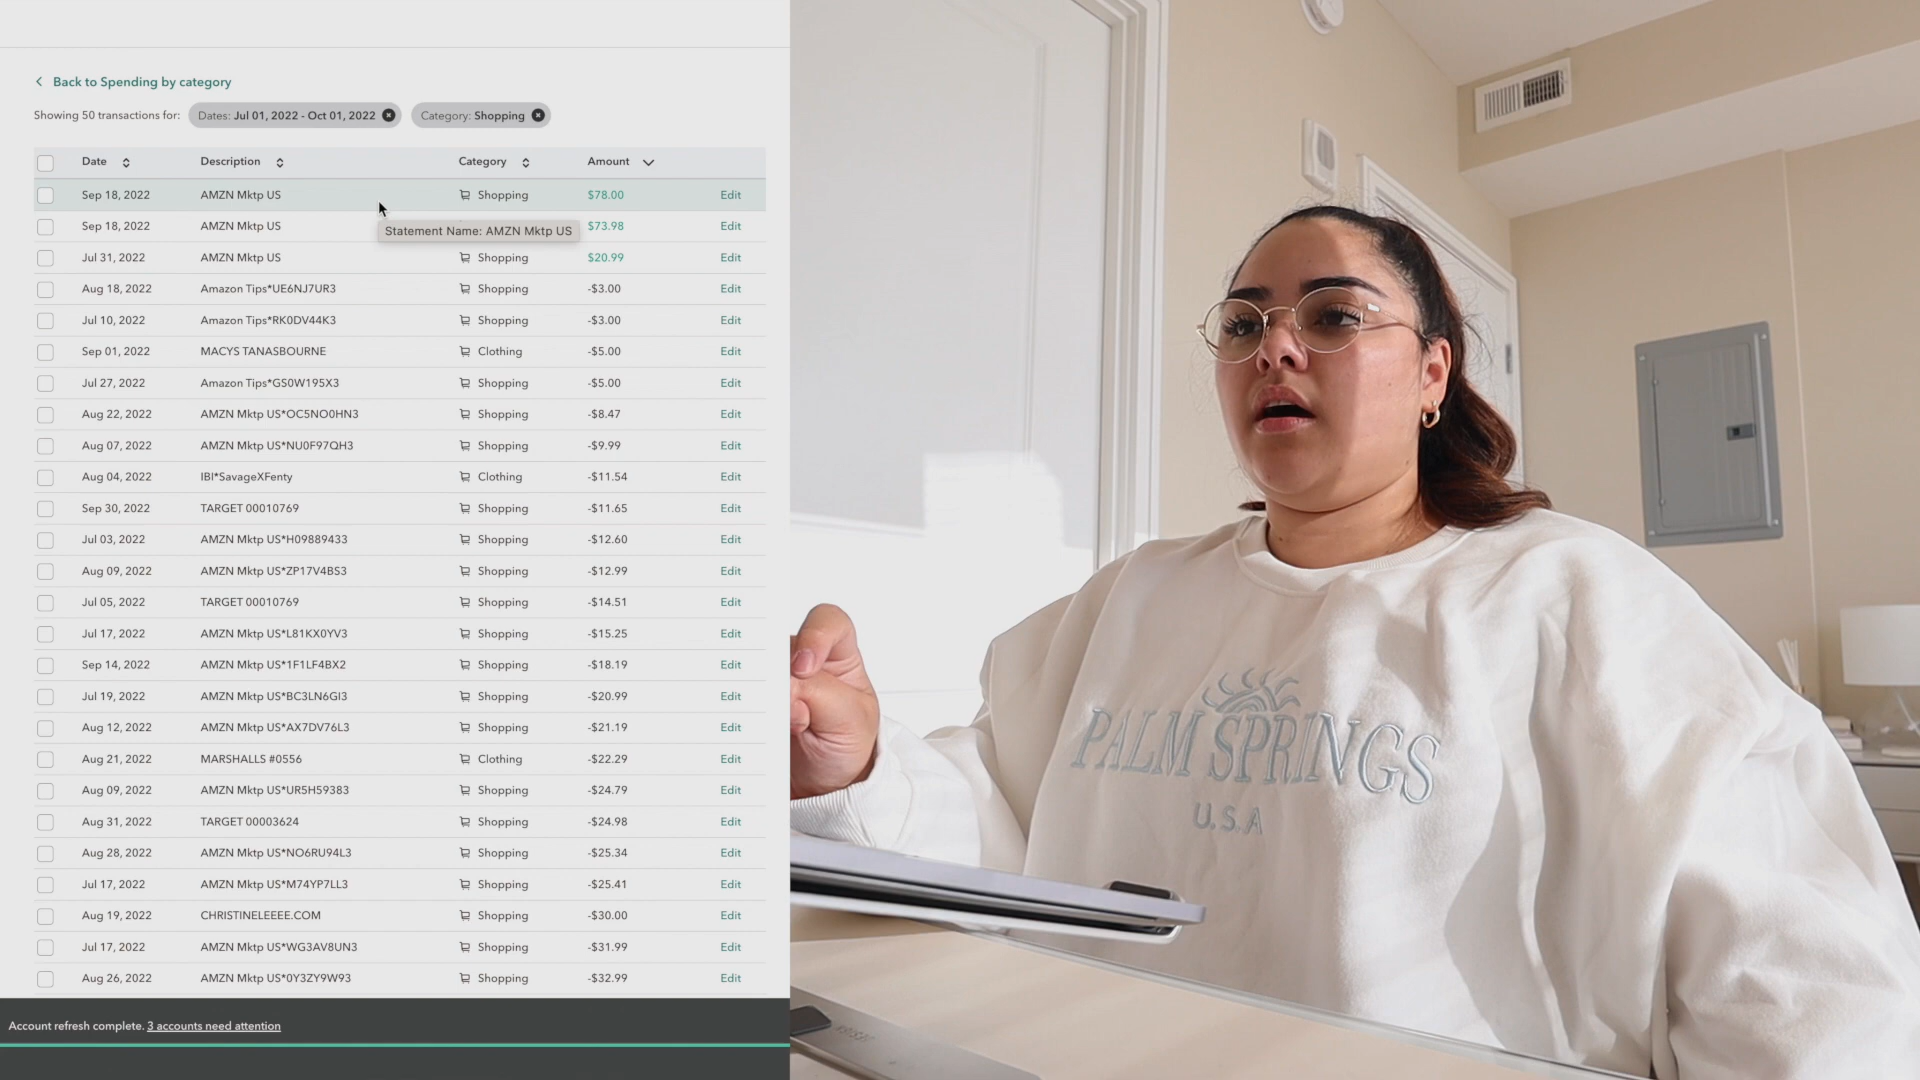 Back to Spending by category
Showing 50 transactions for: Dates: Jul 01, 2022 - Oct 01, 2022 Category: Shopping
Date Description Category Amount
Sep 18, 2022 AMZN Mktp US Shopping $78.00 Edit
Sep 18, 2022 AMZN Mktp US $73.98 Edit
Statement Name: AMZN Mktp US
Jul 31, 2022 AMZN Mktp US Shopping $20.99 Edit
Aug 18, 2022 Amazon Tips*UE6NJ7UR3 Shopping -$3.00 Edit
Jul 10, 2022 Amazon Tips*RK0DV44K3 Shopping -$3.00 Edit
Sep 01, 2022 MACYS TANASBOURNE Clothing -$5.00 Edit
Jul 27, 2022 Amazon Tips*GS0W195X3 Shopping -$5.00 Edit
Aug 22, 2022 AMZN Mktp US*OC5NO0HN3 Shopping -$8.47 Edit
Aug 07, 2022 AMZN Mktp US*NU0F97QH3 Shopping -$9.99 Edit
Aug 04, 2022 IBI*SavageXFenty Clothing -$11.54 Edit
Sep 30, 2022 TARGET 00010769 Shopping -$11.65 Edit
Jul 03, 2022 AMZN Mktp US*H09889433 Shopping -$12.60 Edit
Aug 09, 2022 AMZN Mktp US*ZP17V4BS3 Shopping -$12.99 Edit
Jul 05, 2022 TARGET 00010769 Shopping -$14.51 Edit
Jul 17, 2022 AMZN Mktp US*L81KX0YV3 Shopping -$15.25 Edit
Sep 14, 2022 AMZN Mktp US*1F1LF4BX2 Shopping -$18.19 Edit
Jul 19, 2022 AMZN Mktp US*BC3LN6GI3 Shopping -$20.99 Edit
Aug 12, 2022 AMZN Mktp US*AX7DV76L3 Shopping -$21.19 Edit
Aug 21, 2022 MARSHALLS #0556 Clothing -$22.29 Edit
Aug 09, 2022 AMZN Mktp US*UR5H59383 Shopping -$24.79 Edit
Aug 31, 2022 TARGET 00003624 Shopping -$24.98 Edit
Aug 28, 2022 AMZN Mktp US*NO6RU94L3 Shopping -$25.34 Edit
Jul 17, 2022 AMZN Mktp US*M74YP7LL3 Shopping -$25.41 Edit
Aug 19, 2022 CHRISTINELEEEE.COM Shopping -$30.00 Edit
Jul 17, 2022 AMZN Mktp US*WG3AV8UN3 Shopping -$31.99 Edit
Aug 26, 2022 AMZN Mktp US*0Y3ZY9W93 Shopping -$32.99 Edit
Account refresh complete. 3 accounts need attention
PALM SPRINGS
U.S.A